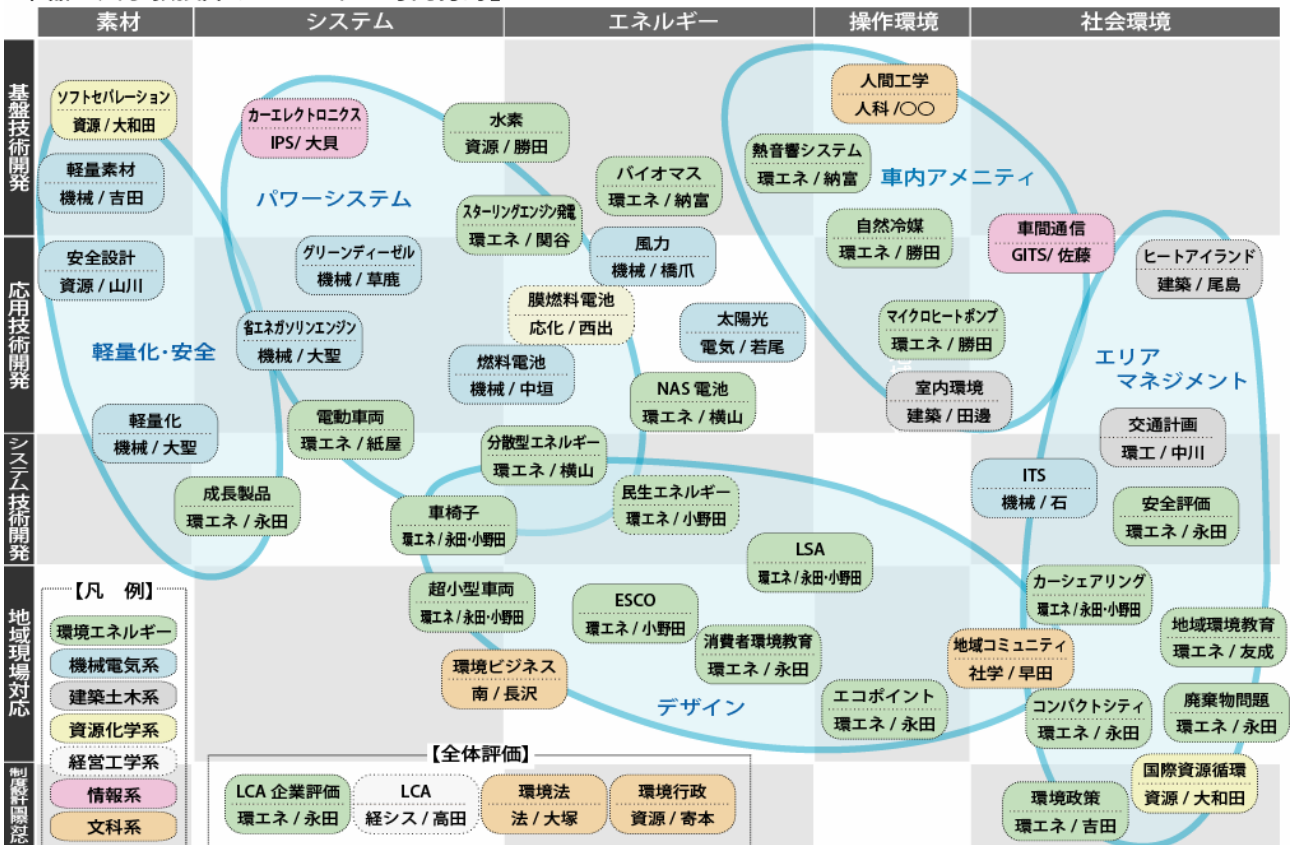 素材
システム
エネルギー
操作環境
社会環境
基盤技術開発
応用技術開発
システム技術開発
地域現場対応
ソフトセパレーション
資源 / 大和田
軽量素材
機械 / 吉田
安全設計
資源 / 山川
軽量化・安全
軽量化
機械 / 大聖
成長製品
環エネ / 永田
カーエレクトロニクス
IPS/ 大貝
パワーシステム
グリーンディーゼル
機械 / 草鹿
省エネガソリンエンジン
機械 / 大聖
電動車両
環エネ / 紙屋
水素
資源 / 勝田
スターリングエンジン発電
環エネ / 関谷
バイオマス
環エネ / 納富
風力
機械 / 橋爪
膜燃料電池
応化 / 西出
燃料電池
機械 / 中垣
太陽光
電気 / 若尾
NAS 電池
環エネ / 横山
分散型エネルギー
環エネ / 横山
民生エネルギー
環エネ / 小野田
車椅子
環エネ / 永田・小野田
人間工学
人科 /〇〇
熱音響システム
環エネ / 納富
車内アメニティ
自然冷媒
環エネ / 勝田
マイクロヒートポンプ
環エネ / 勝田
室内環境
建築 / 田邊
車間通信
GITS/ 佐藤
ヒートアイランド
建築 / 尾島
エリア
マネジメント
交通計画
環工 / 中川
ITS
機械 / 石
安全評価
環エネ / 永田
LSA
環エネ / 永田・小野田
超小型車両
環エネ / 永田・小野田
ESCO
環エネ / 小野田
消費者環境教育
環エネ / 永田
環境ビジネス
南 / 長沢
デザイン
エコポイント
環エネ / 永田
カーシェアリング
環エネ / 永田・小野田
地域コミュニティ
社学 / 早田
地域環境教育
環エネ / 友成
コンパクトシティ
環エネ / 永田
廃棄物問題
環エネ / 永田
国際資源循環
資源 / 大和田
環境政策
環エネ / 吉田
【凡 例】
環境エネルギー
機械電気系
建築土木系
資源化学系
経営工学系
情報系
文科系
【全体評価】
LCA 企業評価
環エネ / 永田
LCA
経シス / 高田
環境法
法 / 大塚
環境行政
資源 / 寄本